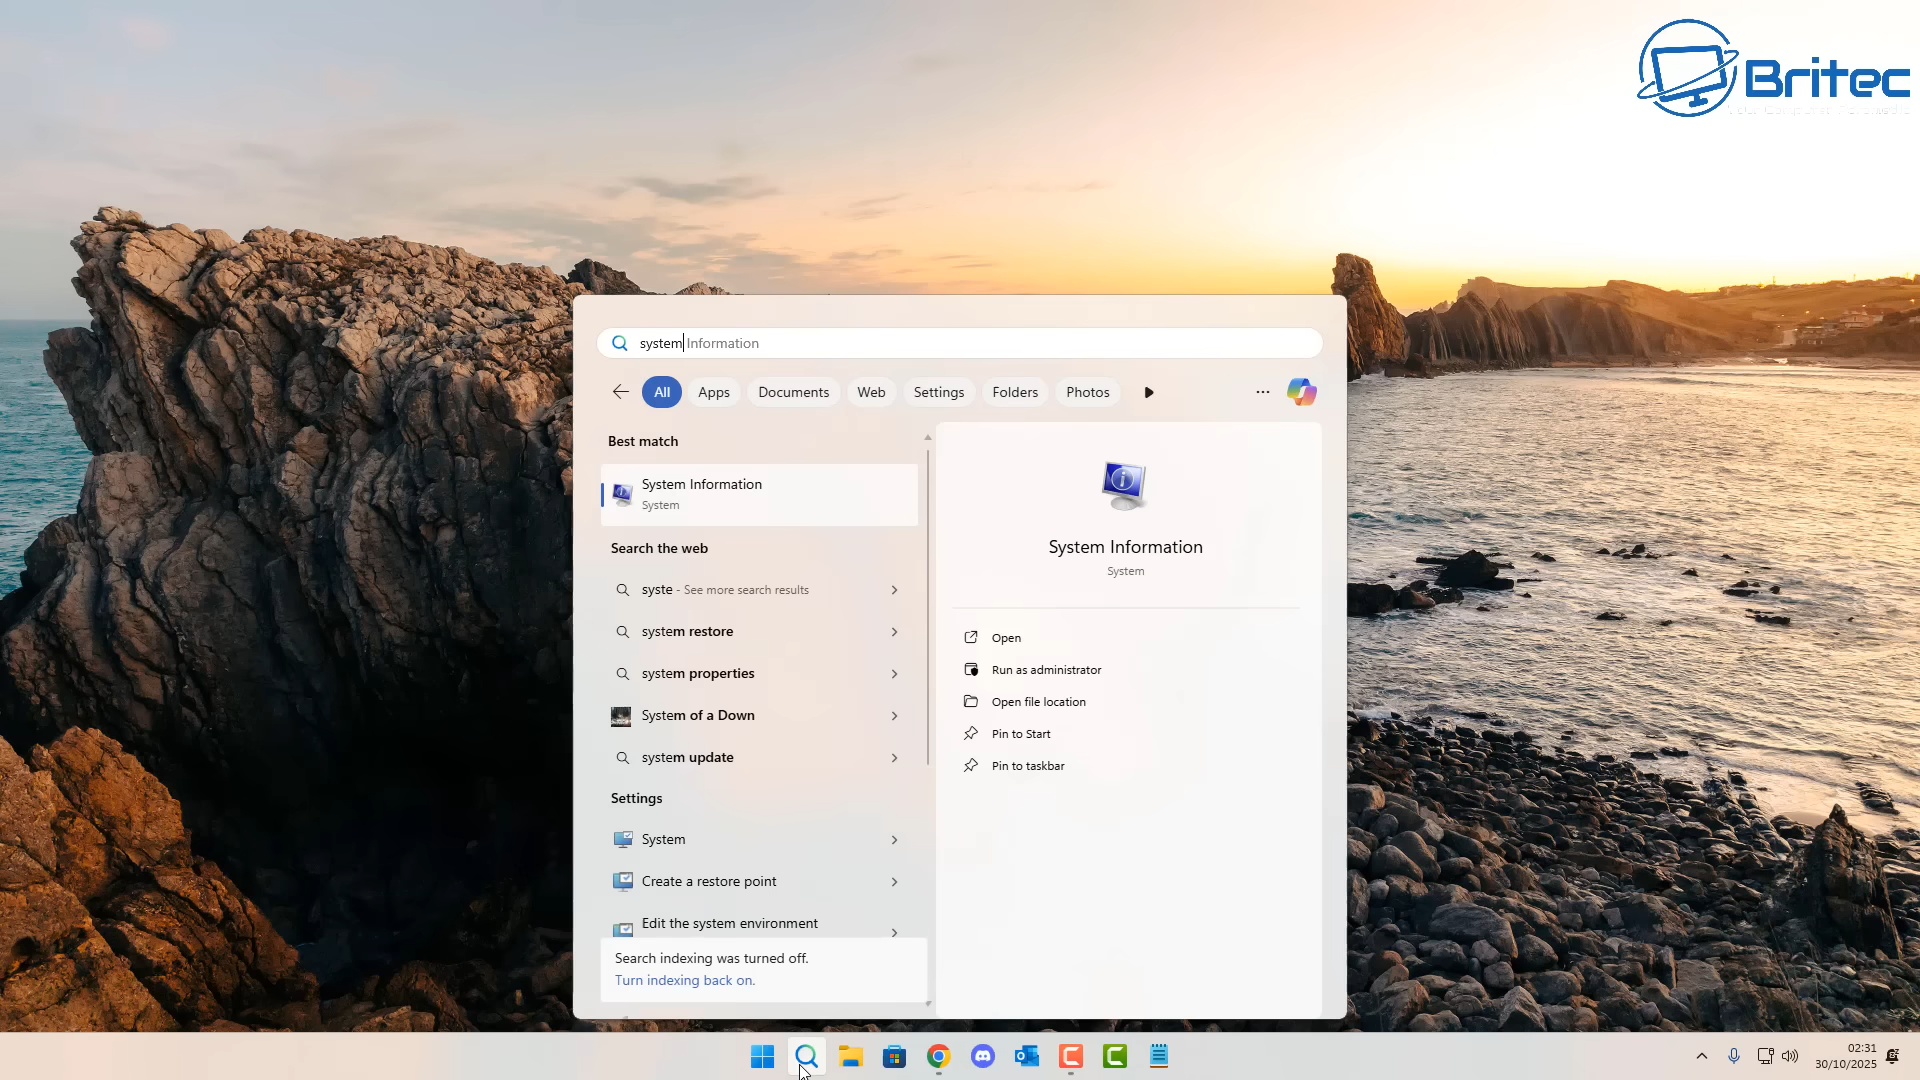 Britec
system Information
All
Apps
Documents
Web
Settings
Folders
Photos
Best match
System Information
System
Search the web
syste - See more search results
system restore
system properties
System of a Down
system update
Settings
System
Create a restore point
Edit the system environment
Search indexing was turned off.
Turn indexing back on.
System Information
System
Open
Run as administrator
Open file location
Pin to Start
Pin to taskbar
02:31
30/10/2025